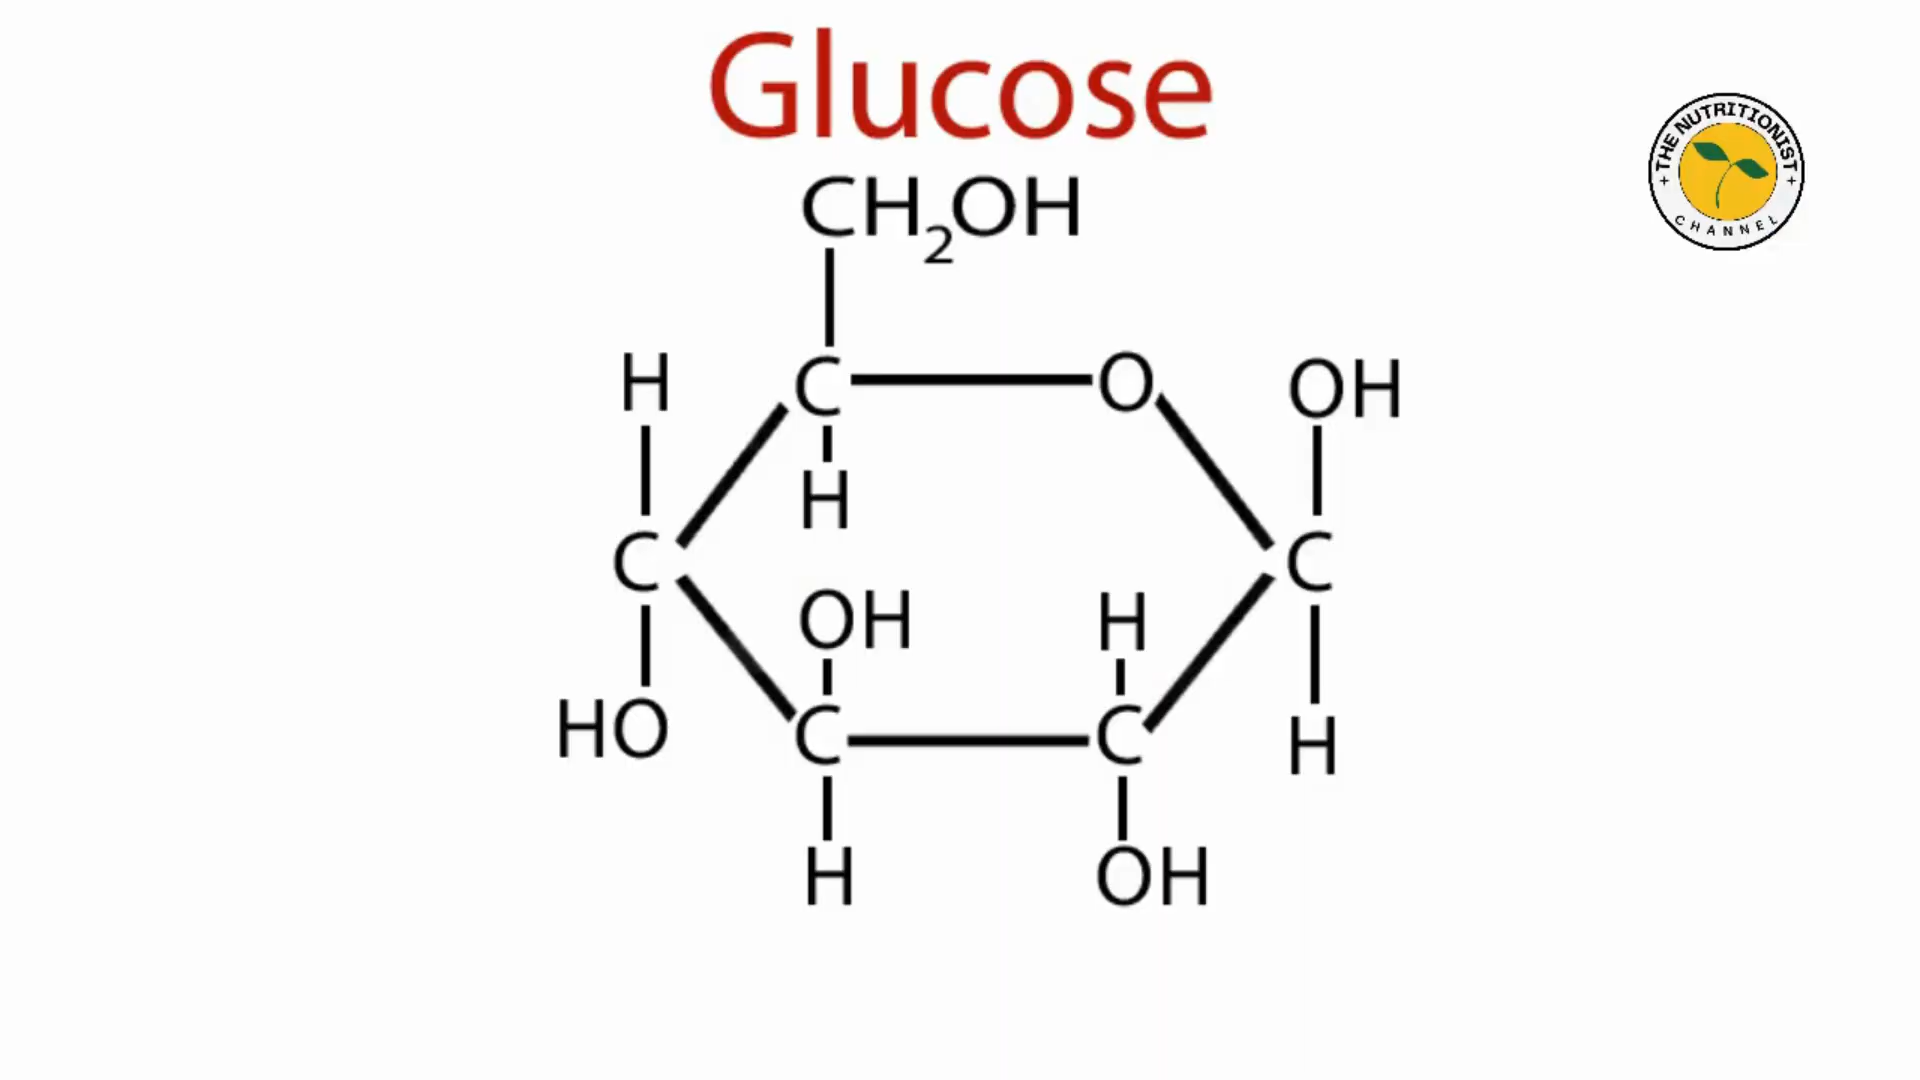 Glucose
THE NUTRITIONIST
CHANNEL
CH₂OH
H C O OH
H
C C
OH H
HO C C H
H OH